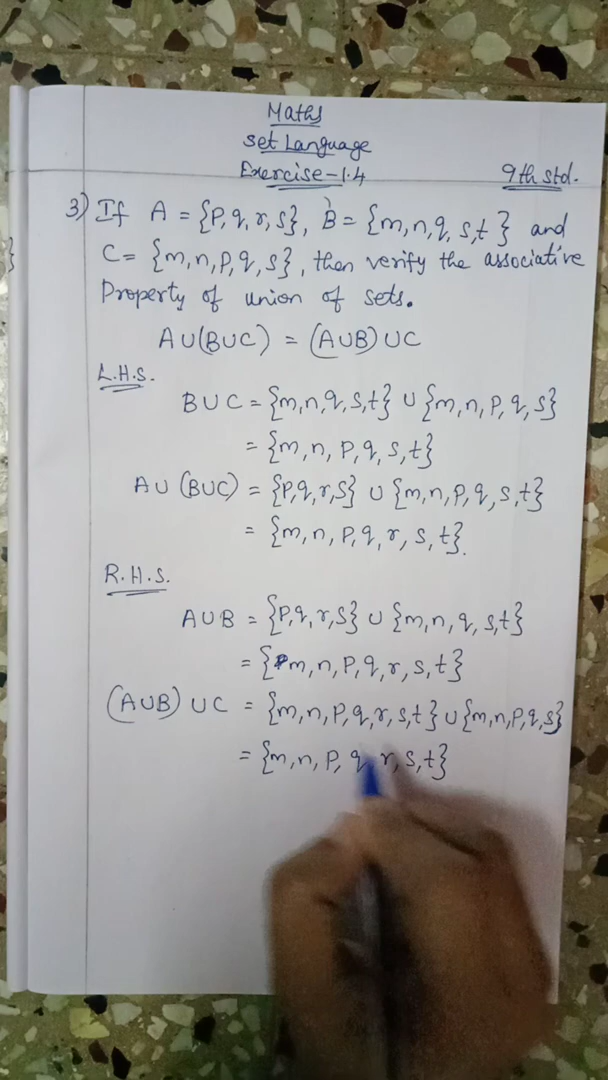 Maths
Set Language
Exercise-1.4 9th std.
3) If A = {p,q,r,s}, B = {m,n,q,s,t} and
C = {m,n,p,q,s}, then verify the associative
Property of union of sets.
A∪(B∪C) = (A∪B)∪C
L.H.S.
B∪C = {m,n,q,s,t} ∪ {m,n,p,q,s}
= {m,n,p,q,s,t}
A∪(B∪C) = {p,q,r,s} ∪ {m,n,p,q,s,t}
= {m,n,p,q,r,s,t}.
R.H.S.
A∪B = {p,q,r,s} ∪ {m,n,q,s,t}
= {m,n,p,q,r,s,t}
(A∪B)∪C = {m,n,p,q,r,s,t}∪{m,n,p,q,s}
= {m,n,p,q,r,s,t}